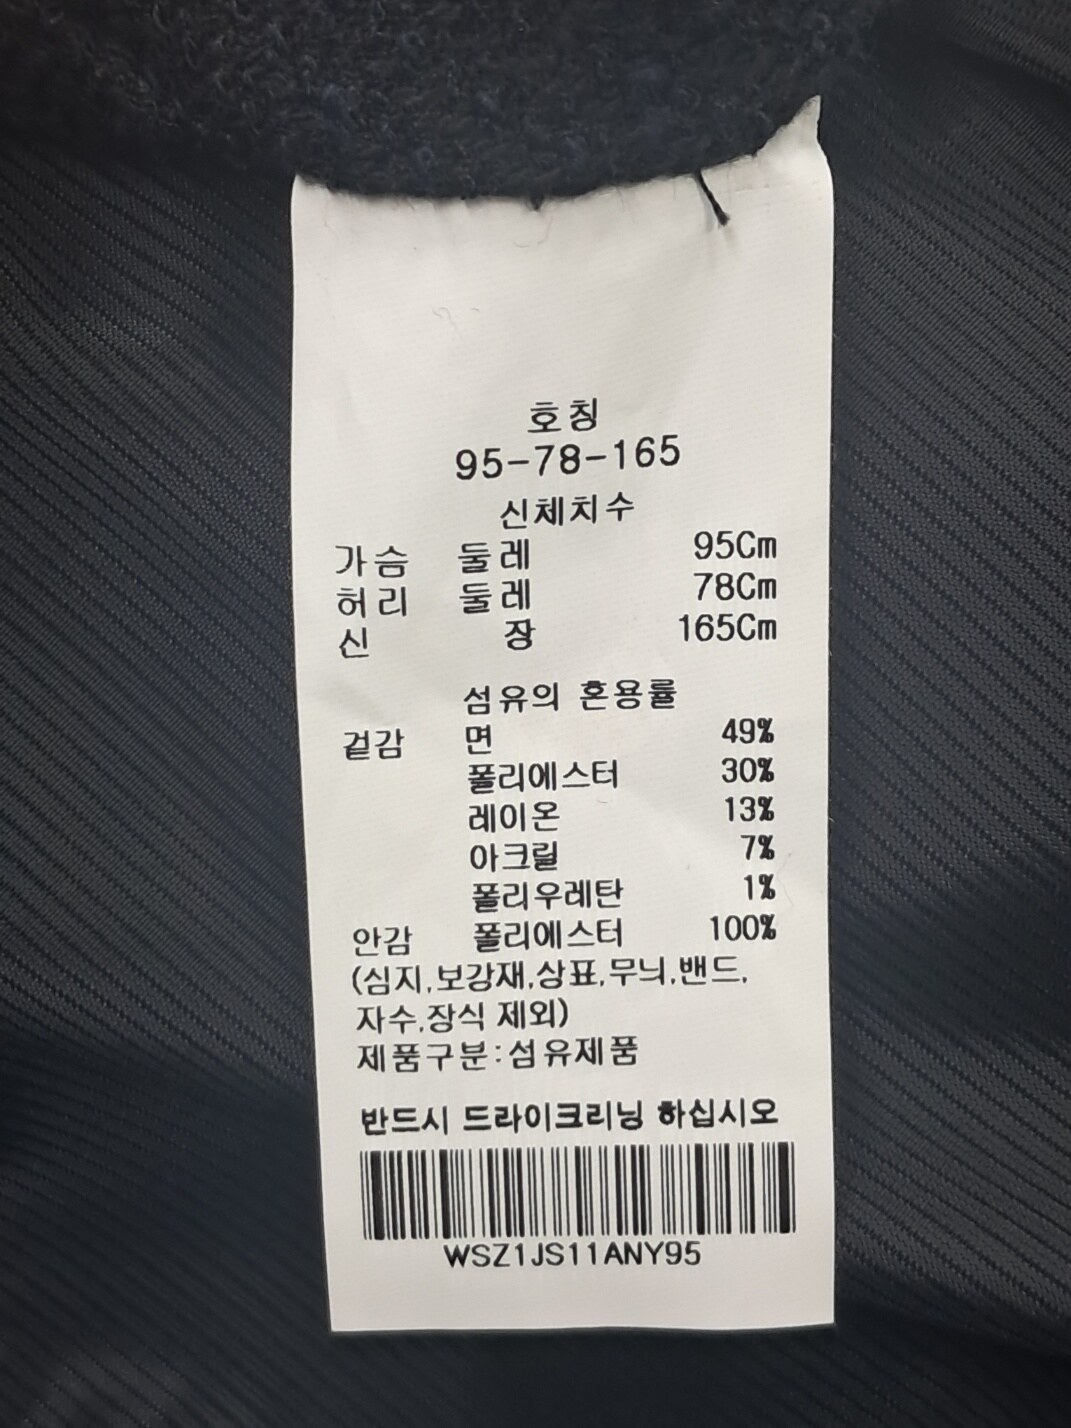 호칭
95-78-165
신체치수
가슴 둘레 95Cm
허리 둘레 78Cm
신 장 165Cm
섬유의 혼용률
겉감 면 49%
폴리에스터 30%
레이온 13%
아크릴 7%
폴리우레탄 1%
안감 폴리에스터 100%
(심지,보강재,상표,무늬,밴드,
자수,장식 제외)
제품구분:섬유제품
반드시 드라이크리닝 하십시오
WSZ1JS11ANY95